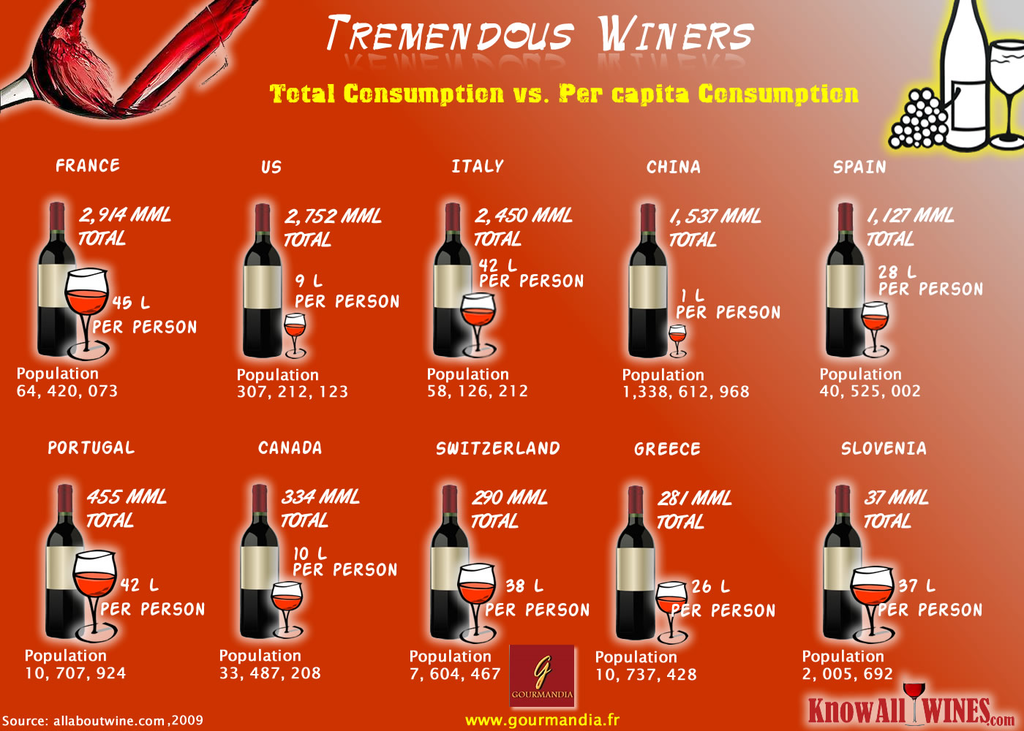 Tremendous Winers
Total Consumption vs. Per capita Consumption
FRANCE
2,914 MML
TOTAL
45 L
PER PERSON
Population
64, 420, 073
US
2,752 MML
TOTAL
9 L
PER PERSON
Population
307, 212, 123
ITALY
2,450 MML
TOTAL
42 L
PER PERSON
Population
58, 126, 212
CHINA
1,537 MML
TOTAL
1 L
PER PERSON
Population
1,338, 612, 968
SPAIN
1,127 MML
TOTAL
28 L
PER PERSON
Population
40, 525, 002
PORTUGAL
455 MML
TOTAL
42 L
PER PERSON
Population
10, 707, 924
CANADA
334 MML
TOTAL
10 L
PER PERSON
Population
33, 487, 208
SWITZERLAND
290 MML
TOTAL
38 L
PER PERSON
Population
7, 604, 467
GREECE
281 MML
TOTAL
26 L
PER PERSON
Population
10, 737, 428
SLOVENIA
37 MML
TOTAL
37 L
PER PERSON
Population
2, 005, 692
Source: allaboutwine.com ,2009
g
GOURMANDIA
www.gourmandia.fr
KNOW ALL WINES.com